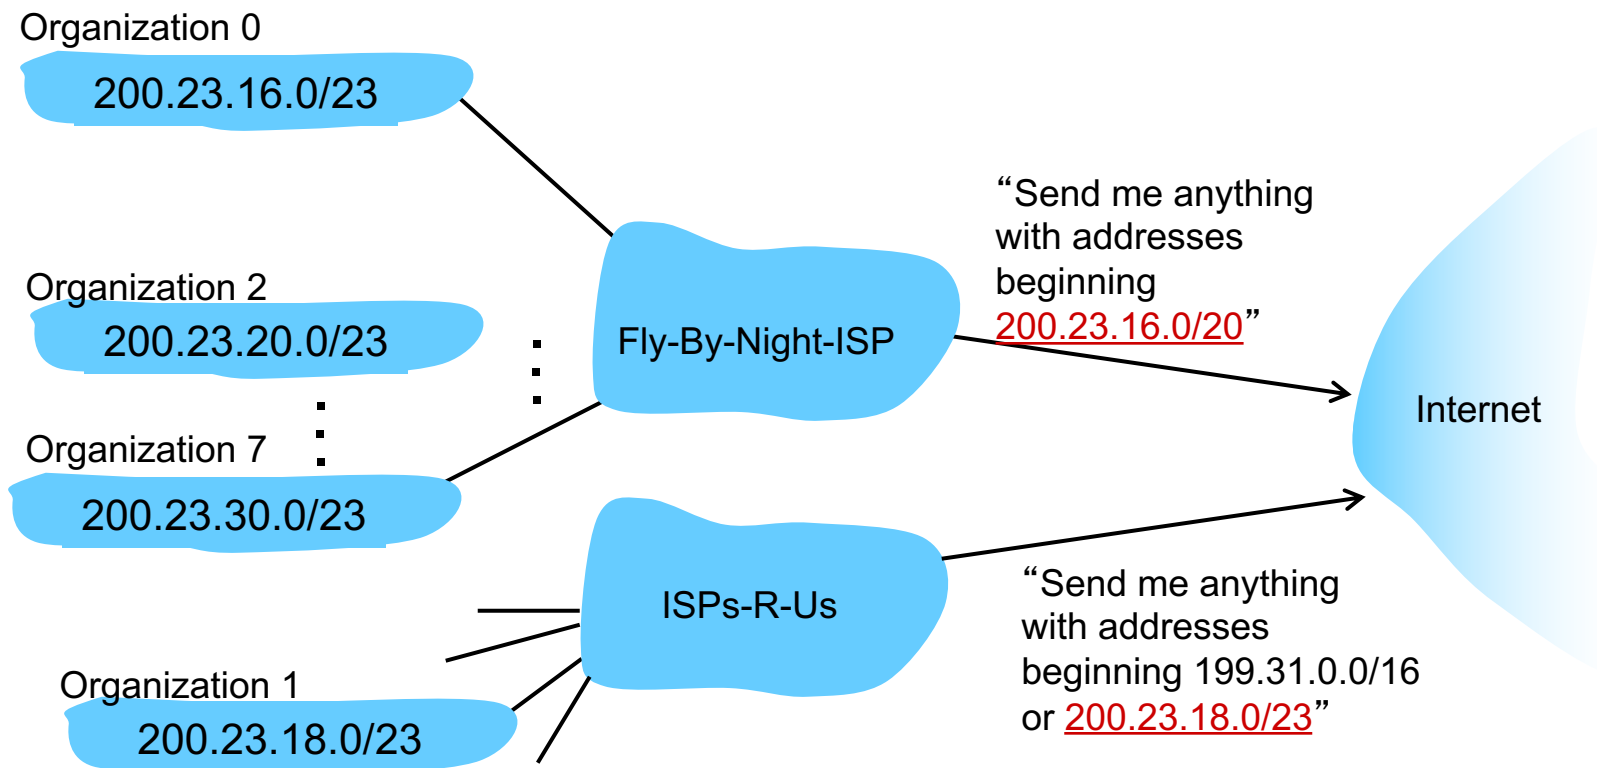 Organization 0
200.23.16.0/23
Organization 2
200.23.20.0/23
Organization 7
200.23.30.0/23
Organization 1
200.23.18.0/23
Fly-By-Night-ISP
ISPs-R-Us
“Send me anything
with addresses
beginning
200.23.16.0/20”
“Send me anything
with addresses
beginning 199.31.0.0/16
or 200.23.18.0/23”
Internet